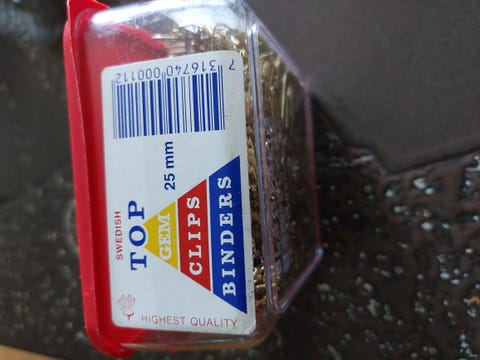 SWEDISH
TOP
GEM
CLIPS
BINDERS
25 mm
7 316740 000112
HIGHEST QUALITY